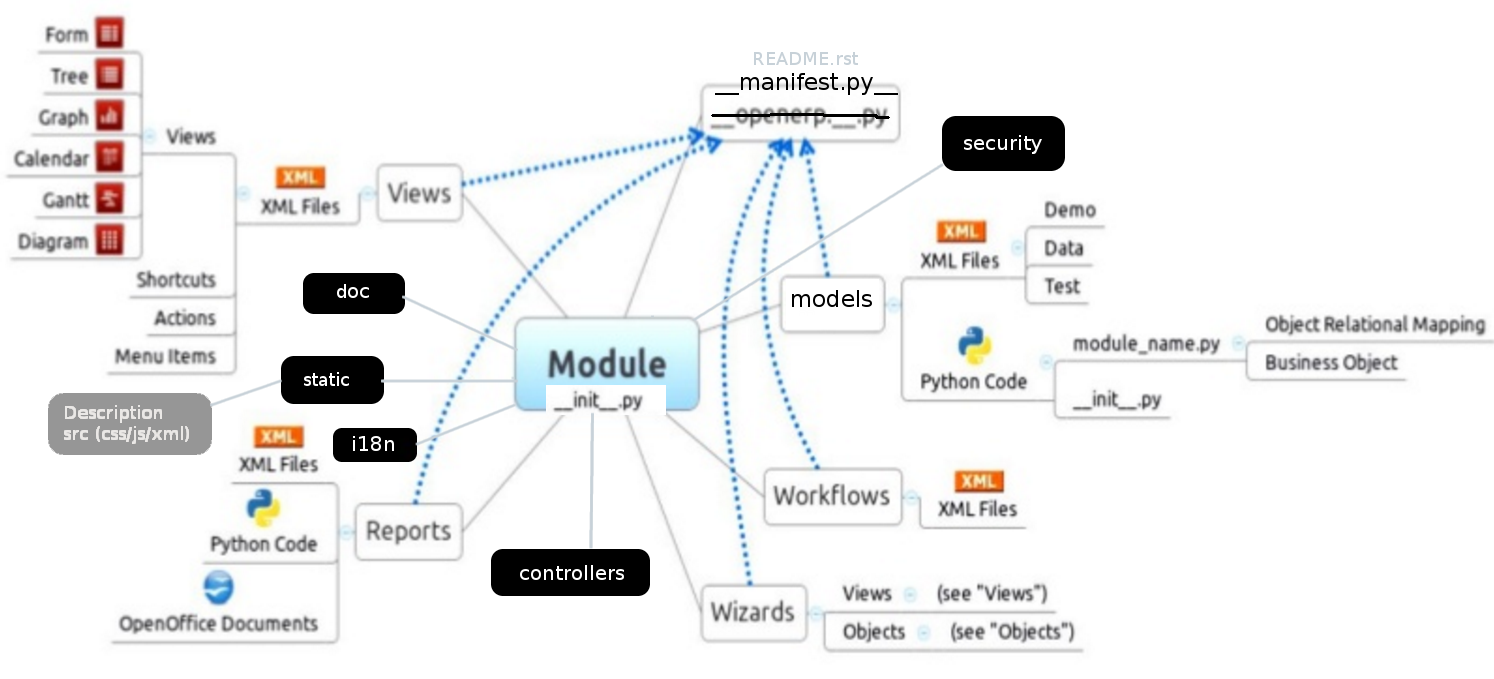 README.rst
__manifest.py__
__openerp.__.py
security
Form
Tree
Graph
Calendar
Gantt
Diagram
Views
Shortcuts
Actions
Menu Items
XML
XML Files
Views
doc
static
Description
src (css/js/xml)
i18n
Module
__init__.py
models
XML
XML Files
Demo
Data
Test
Python Code
module_name.py
Object Relational Mapping
Business Object
__init__.py
XML
XML Files
Python Code
OpenOffice Documents
Reports
controllers
Workflows
XML
XML Files
Wizards
Views (see "Views")
Objects (see "Objects")